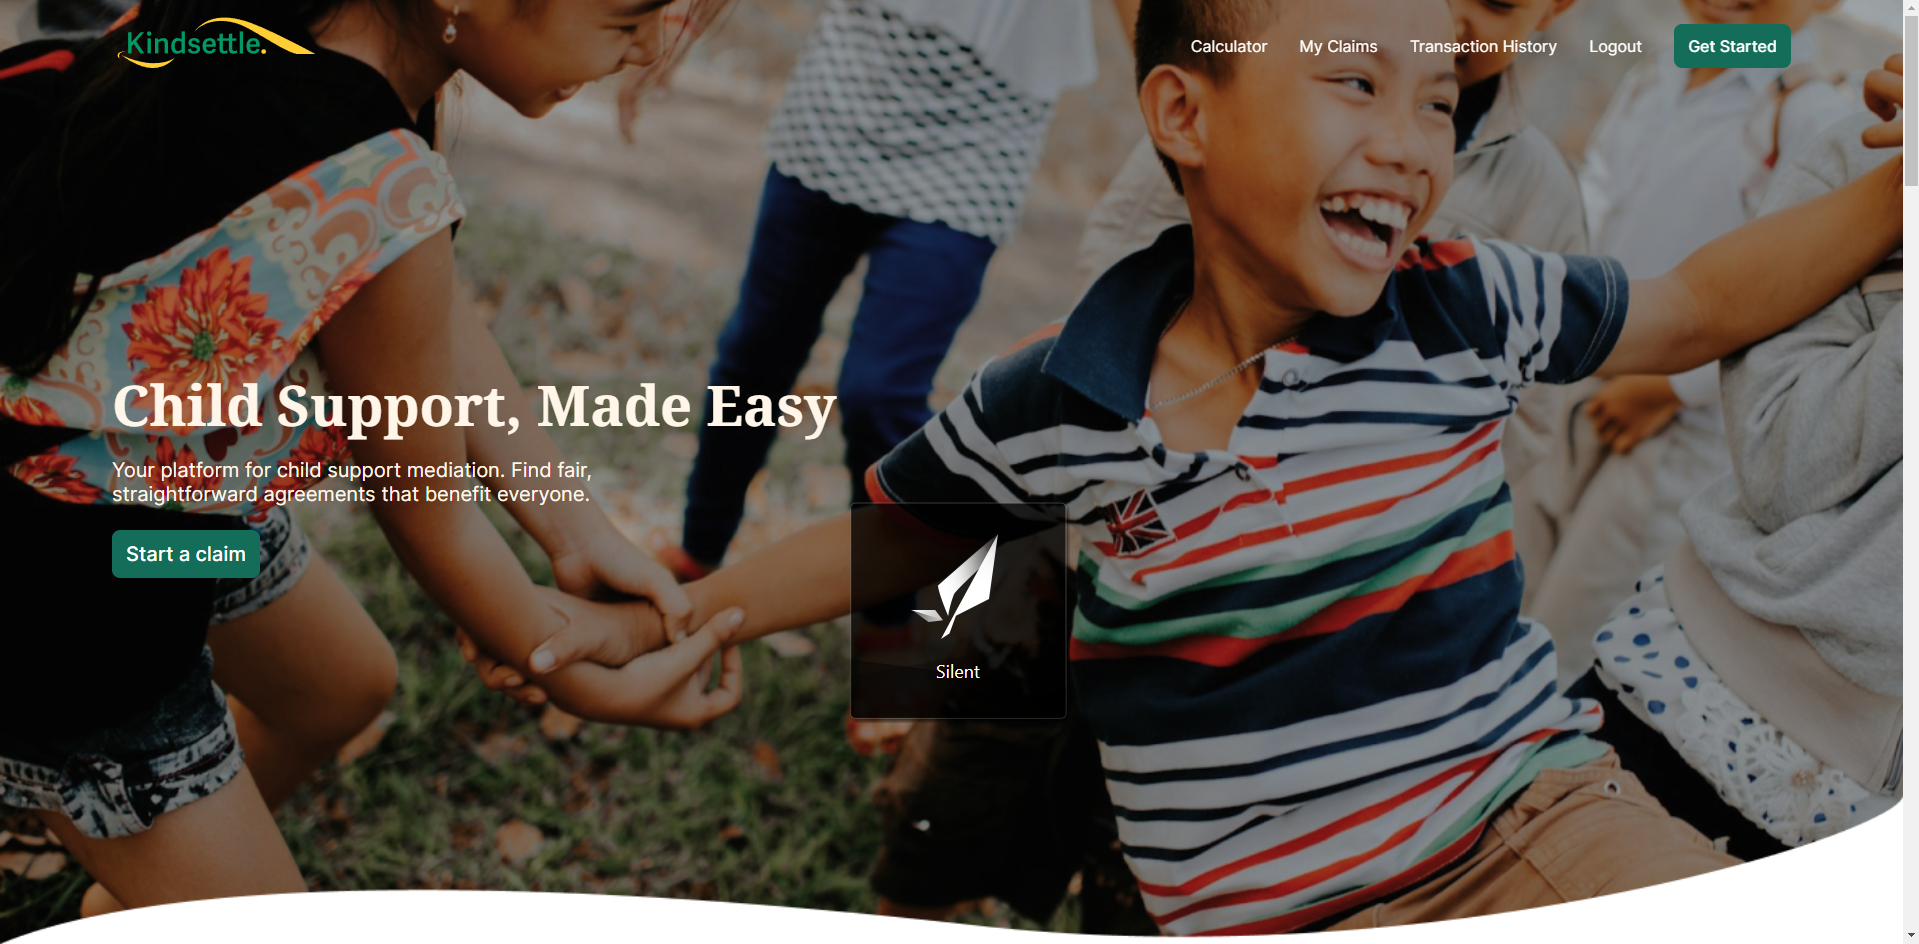 Kindsettle.
Calculator
My Claims
Transaction History
Logout
Get Started
Child Support, Made Easy
Your platform for child support mediation. Find fair,
straightforward agreements that benefit everyone.
Start a claim
Silent